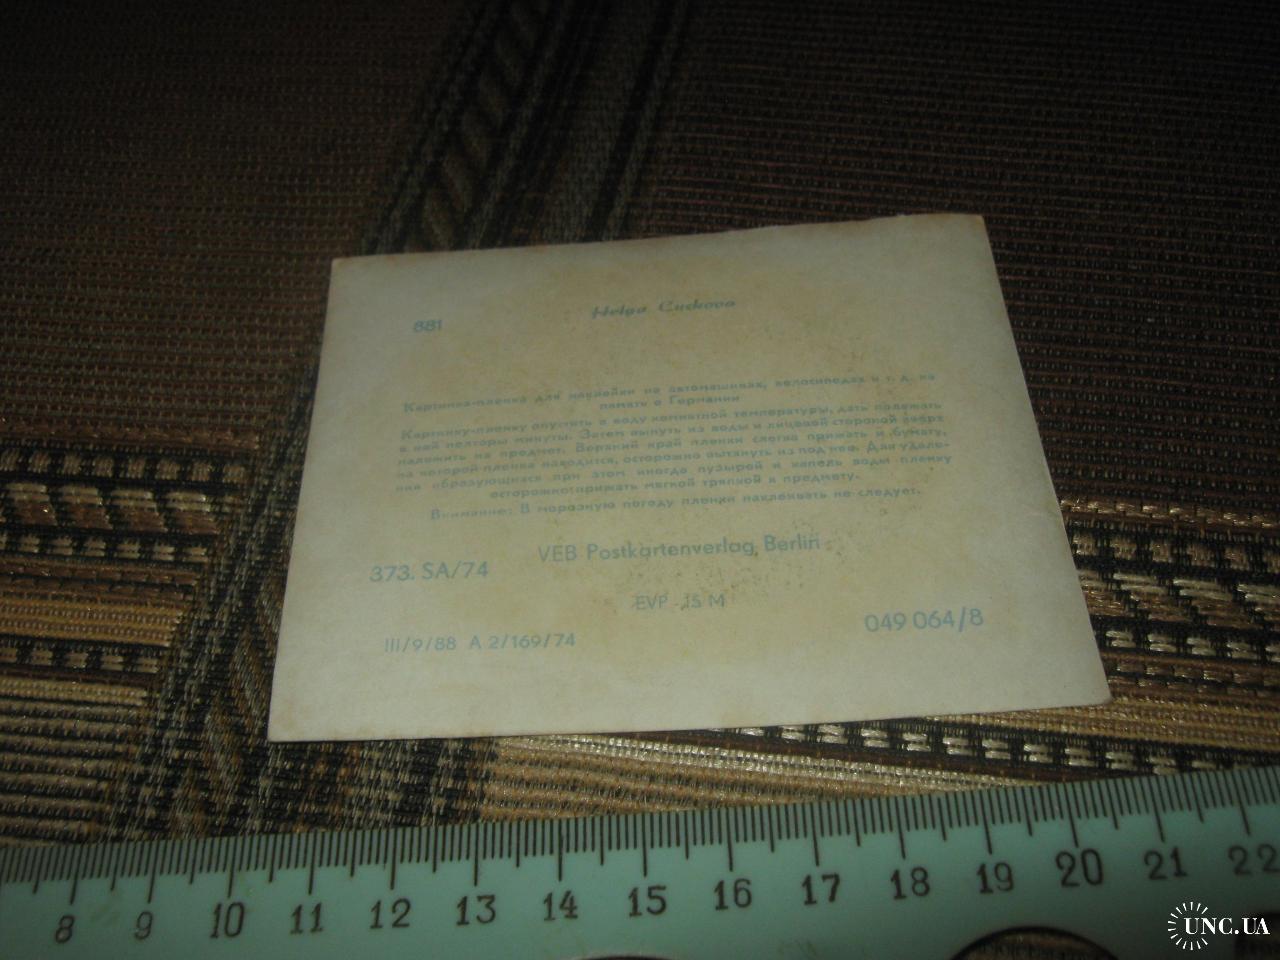 881
Helga Cuckova
Картинка-пленка для наклейки на автомашинах, велосипедах и т. д. на
память о Германии
Картинку-пленку опустить в воду комнатной температуры, дать полежать
в ней полторы минуты. Затем вынуть из воды и лицевой стороной вверх
наложить на предмет. Верхний край пленки слегка прижать и бумагу,
на которой пленка находится, осторожно вытянуть из под нее. Для удале-
ния образующихся при этом иногда пузырей и капель воды пленку
осторожно прижать мягкой тряпкой к предмету.
Внимание: В морозную погоду пленки наклеивать не следует.
VEB Postkartenverlag, Berlin
373. SA/74
EVP -,15 M
049 064/8
III/9/88 A 2/169/74
8 9 10 11 12 13 14 15 16 17 18 19 20 21 22
UNC.UA